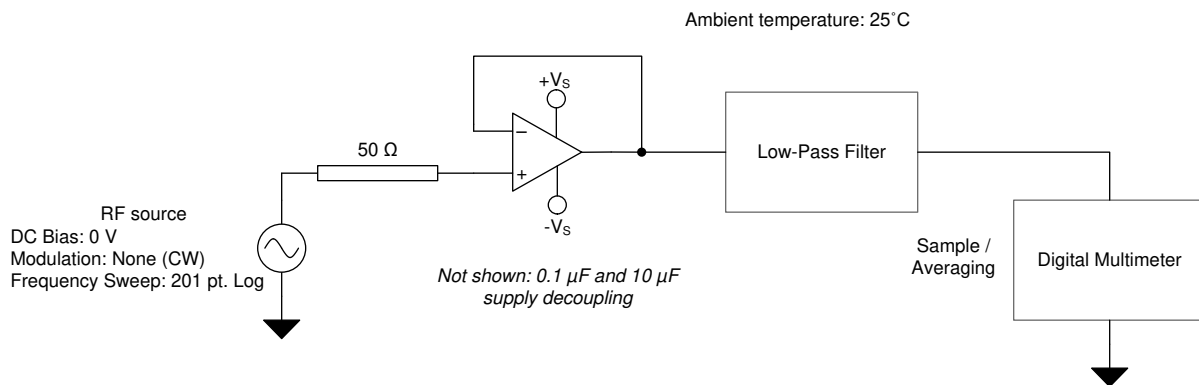 Ambient temperature: 25˚C
+VS
50 Ω
−
+
-VS
Low-Pass Filter
RF source
DC Bias: 0 V
Modulation: None (CW)
Frequency Sweep: 201 pt. Log
Not shown: 0.1 µF and 10 µF
supply decoupling
Sample /
Averaging
Digital Multimeter